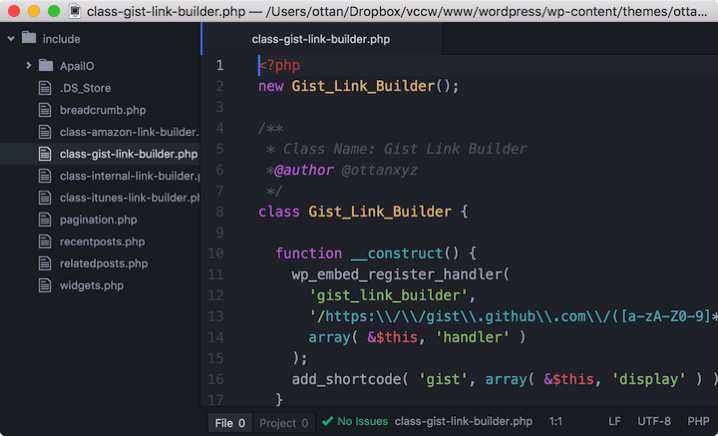 class-gist-link-builder.php — /Users/ottan/Dropbox/vccw/www/wordpress/wp-content/themes/otta...
include
ApaiIO
.DS_Store
breadcrumb.php
class-amazon-link-builder.
class-gist-link-builder.php
class-internal-link-builder.p
class-itunes-link-builder.ph
pagination.php
recentposts.php
relatedposts.php
widgets.php
class-gist-link-builder.php
1 <?php
2 new Gist_Link_Builder();
3
4 /**
5 * Class Name: Gist Link Builder
6 *@author @ottanxyz
7 */
8 class Gist_Link_Builder {
9
10 function __construct() {
11 wp_embed_register_handler(
12 'gist_link_builder',
13 '/https:\\/\\/gist\\.github\\.com\\/([a-zA-Z0-9]*
14 array( &$this, 'handler' )
15 );
16 add_shortcode( 'gist', array( &$this, 'display' ) )
17 }
File 0 Project 0 ✓ No Issues class-gist-link-builder.php 1:1 LF UTF-8 PHP